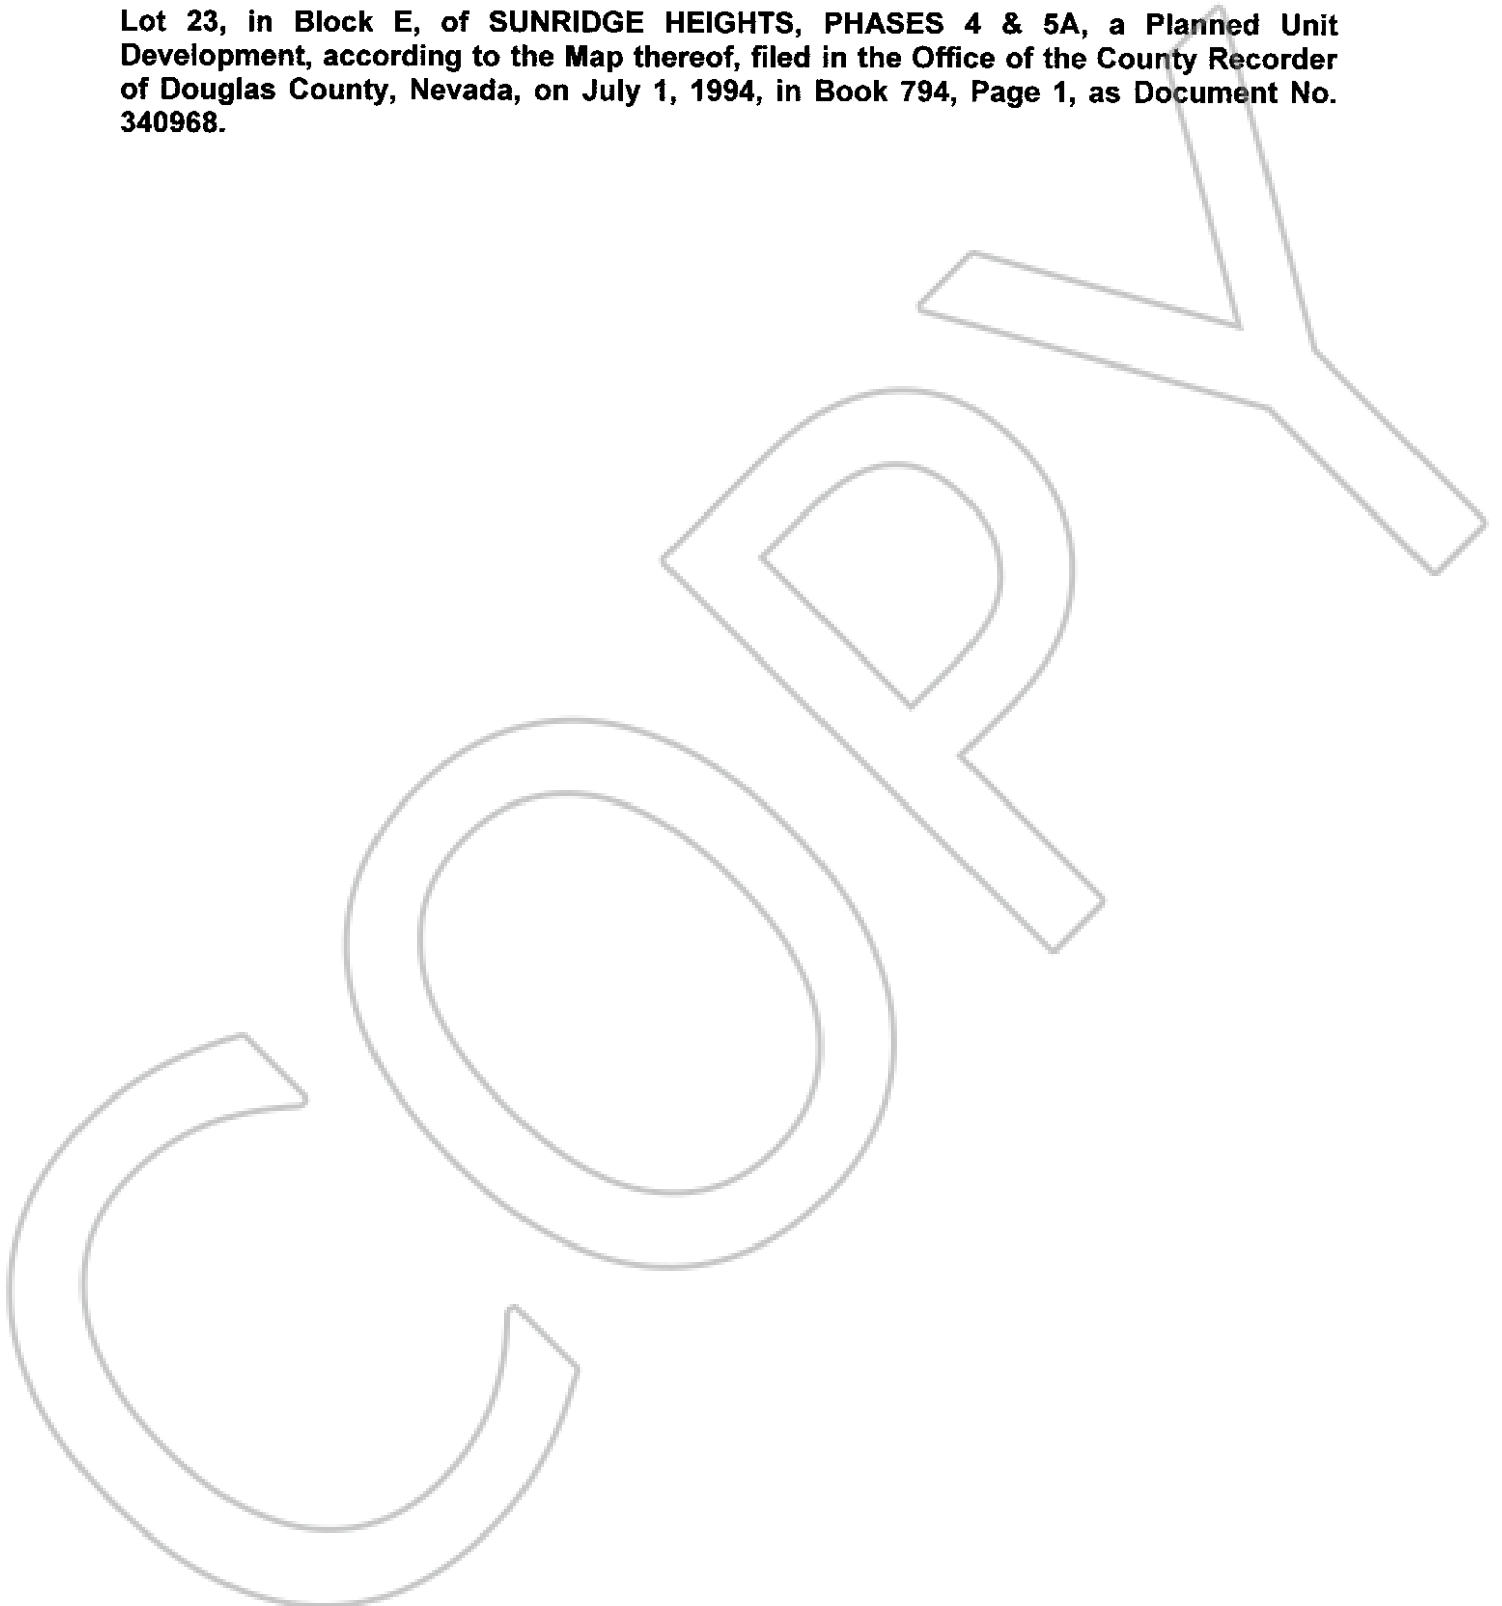 Lot 23, in Block E, of SUNRIDGE HEIGHTS, PHASES 4 & 5A, a Planned Unit
Development, according to the Map thereof, filed in the Office of the County Recorder
of Douglas County, Nevada, on July 1, 1994, in Book 794, Page 1, as Document No.
340968.
COPY